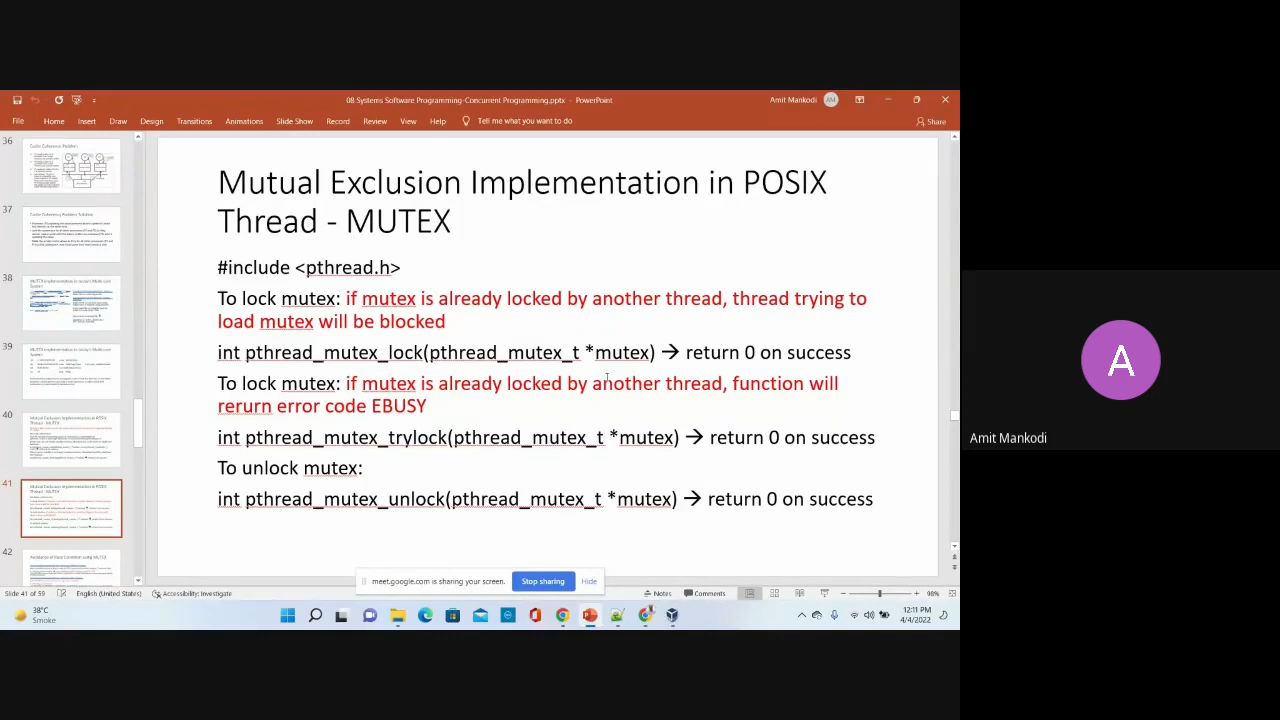 08 Systems Software Programming-Concurrent Programming.pptx - PowerPoint
Amit Mankodi
AM
File Home Insert Draw Design Transitions Animations Slide Show Record Review View Help Tell me what you want to do
Share
36
37
38
39
40
41
42
Mutual Exclusion Implementation in POSIX
Thread - MUTEX
#include <pthread.h>
To lock mutex: if mutex is already locked by another thread, thread trying to
load mutex will be blocked
int pthread_mutex_lock(pthread_mutex_t *mutex) → return 0 on success
To lock mutex: if mutex is already locked by another thread, function will
rerurn error code EBUSY
int pthread_mutex_trylock(pthread_mutex_t *mutex) → return 0 on success
To unlock mutex:
int pthread_mutex_unlock(pthread_mutex_t *mutex) → return 0 on success
meet.google.com is sharing your screen. Stop sharing Hide
Slide 41 of 59 English (United States) Accessibility: Investigate
Notes Comments
98%
38°C
Smoke
12:11 PM
4/4/2022
A
Amit Mankodi